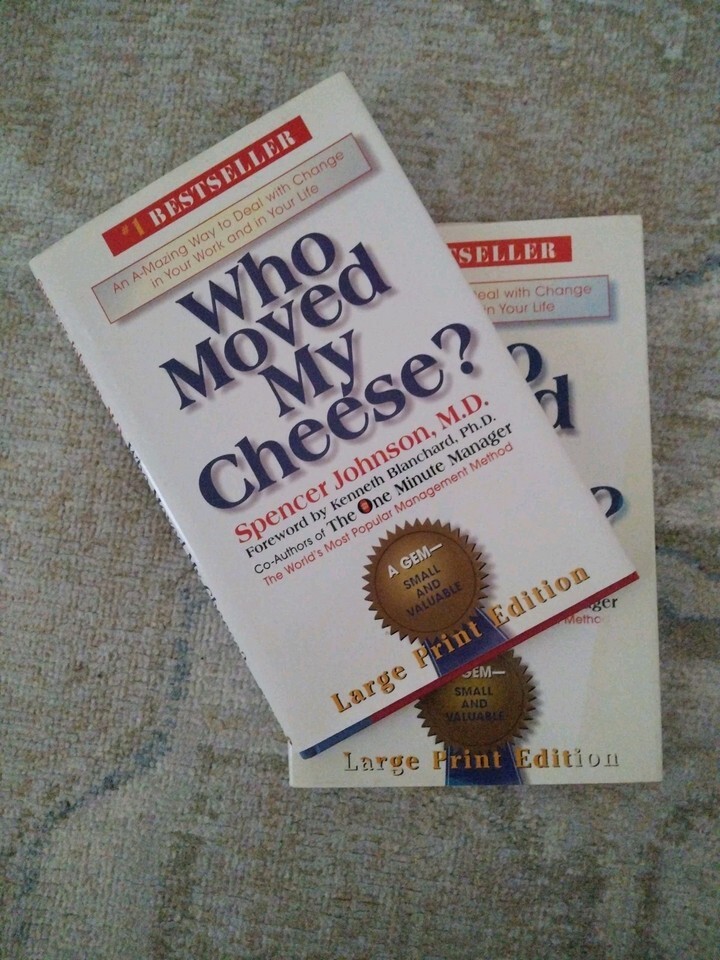 #1 BESTSELLER
An A-Mazing Way to Deal with Change
in Your Work and in Your Life
Who
Moved
My
Cheese?
Spencer Johnson, M.D.
Foreword by Kenneth Blanchard, Ph.D.
Co-Authors of The One Minute Manager
The World's Most Popular Management Method
A GEM—
SMALL
AND
VALUABLE
Large Print Edition
TSELLER
eal with Change
in Your Life
o
d
?
ager
Metho
GEM—
SMALL
AND
VALUABLE
Large Print Edition